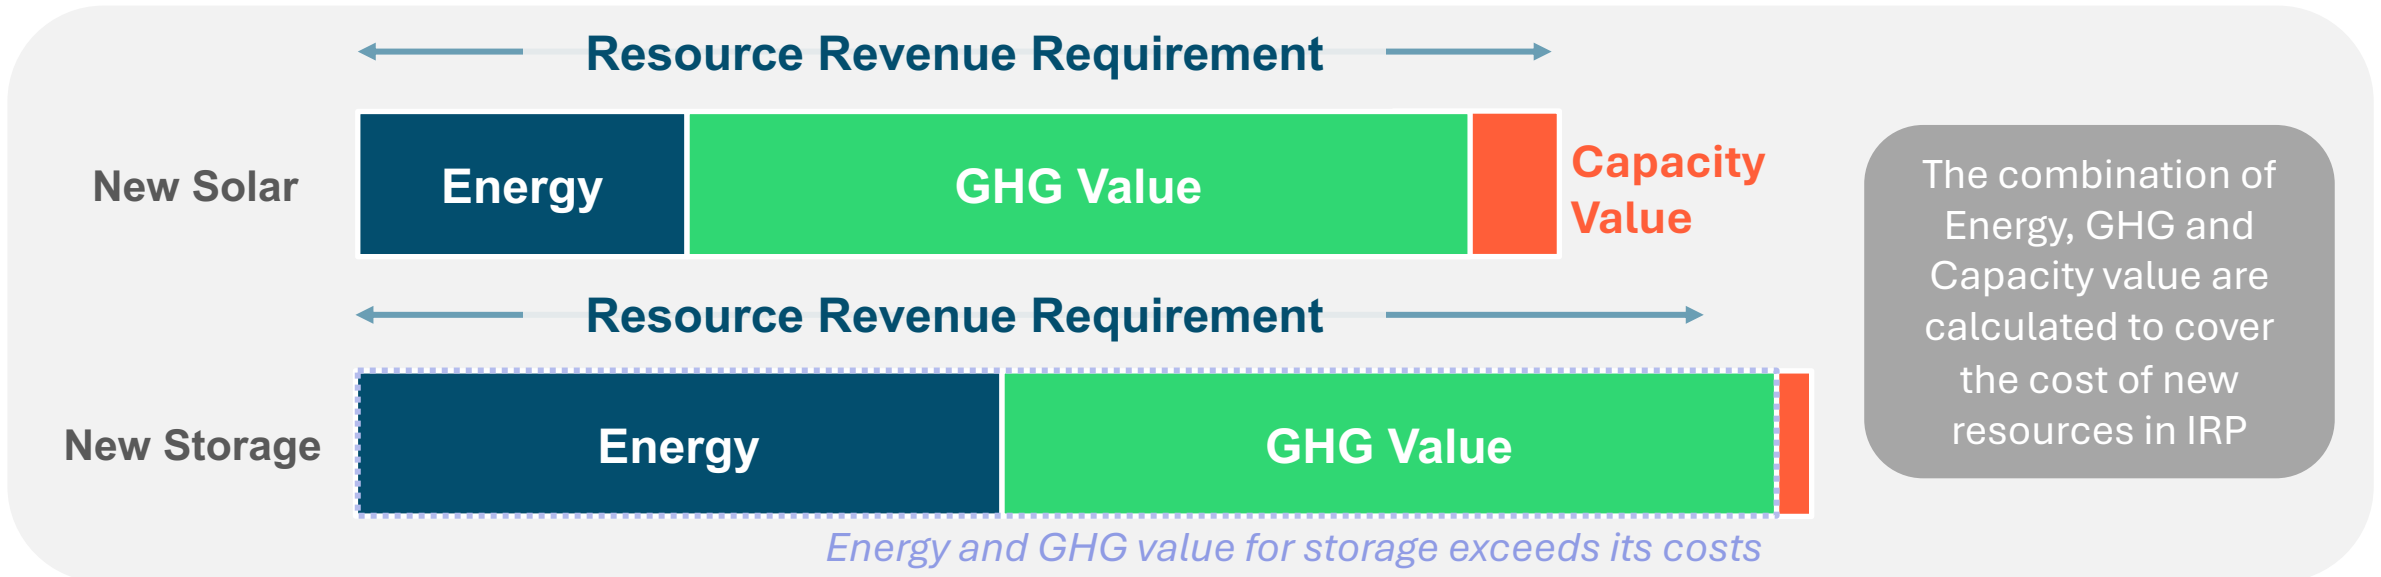 Resource Revenue Requirement
New Solar
Energy
GHG Value
Capacity
Value
Resource Revenue Requirement
New Storage
Energy
GHG Value
Energy and GHG value for storage exceeds its costs
The combination of
Energy, GHG and
Capacity value are
calculated to cover
the cost of new
resources in IRP